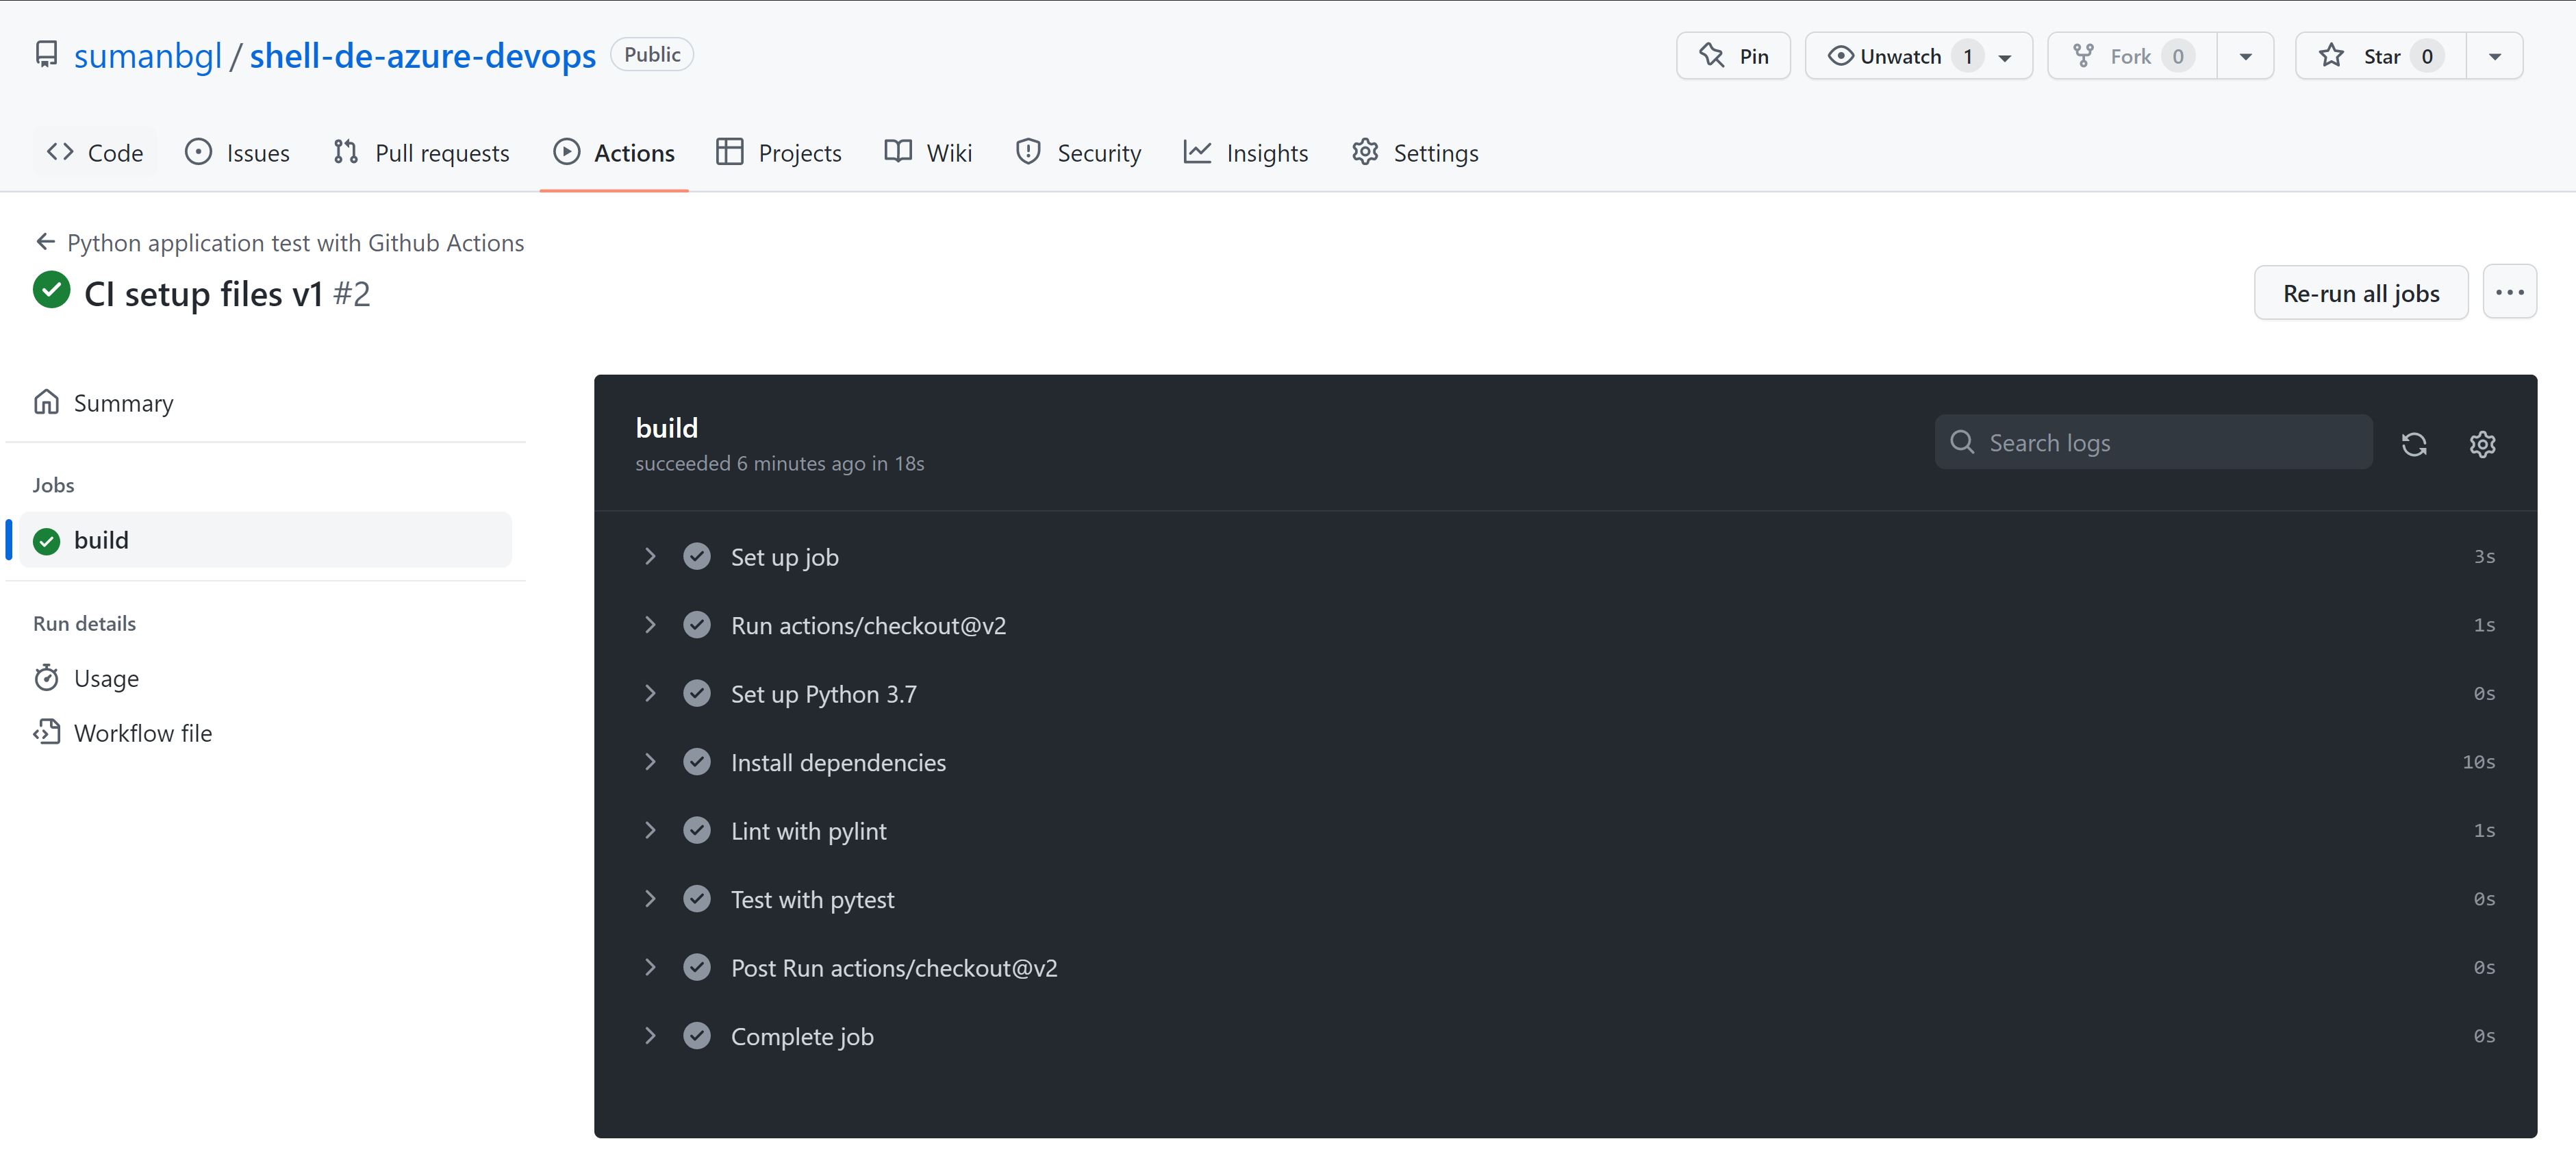 sumanbgl / shell-de-azure-devops Public
Pin Unwatch 1 Fork 0 Star 0
Code Issues Pull requests Actions Projects Wiki Security Insights Settings
Python application test with Github Actions
CI setup files v1 #2
Re-run all jobs
Summary
Jobs
build
Run details
Usage
Workflow file
build
succeeded 6 minutes ago in 18s
Search logs
Set up job 3s
Run actions/checkout@v2 1s
Set up Python 3.7 0s
Install dependencies 10s
Lint with pylint 1s
Test with pytest 0s
Post Run actions/checkout@v2 0s
Complete job 0s